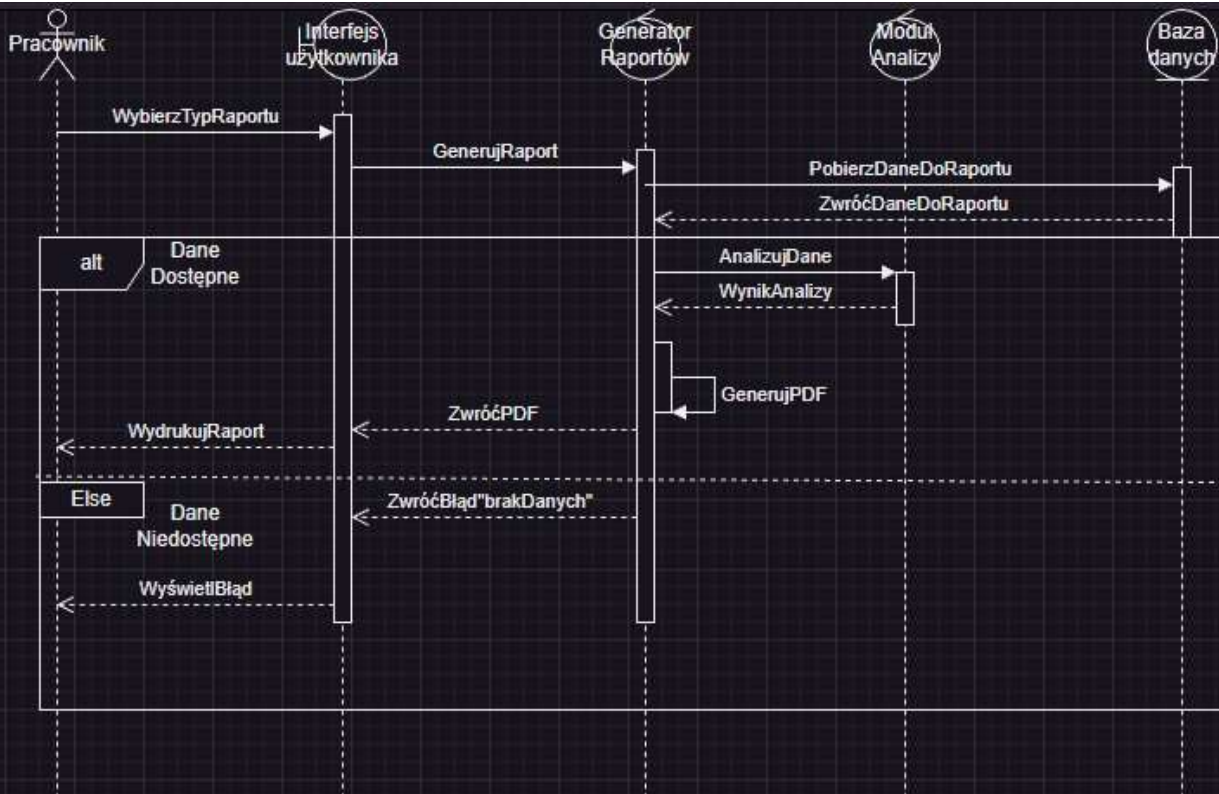 Pracownik
Interfejs
użytkownika
Generator
Raportów
Moduł
Analizy
Baza
danych
WybierzTypRaportu
GenerujRaport
PobierzDaneDoRaportu
ZwróćDaneDoRaportu
alt
Dane
Dostępne
AnalizujDane
WynikAnalizy
GenerujPDF
ZwróćPDF
WydrukujRaport
Else
Dane
Niedostępne
ZwróćBłąd"brakDanych"
WyświetlBłąd